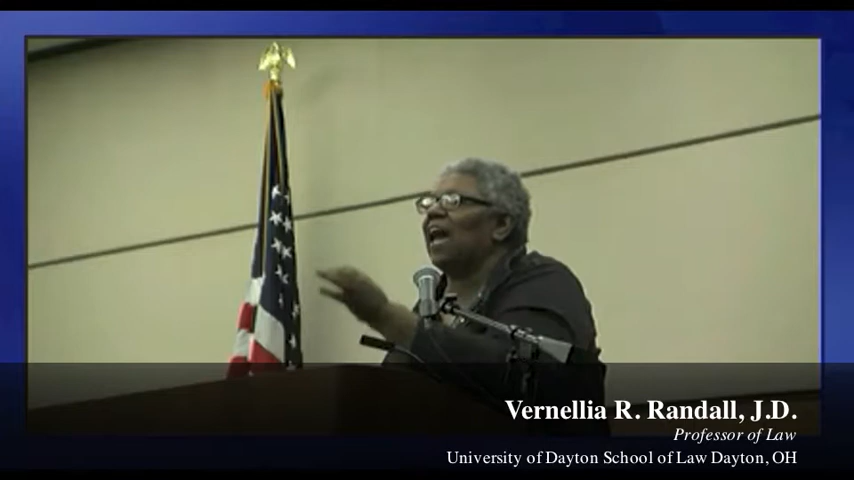 Vernellia R. Randall, J.D.
Professor of Law
University of Dayton School of Law Dayton, OH